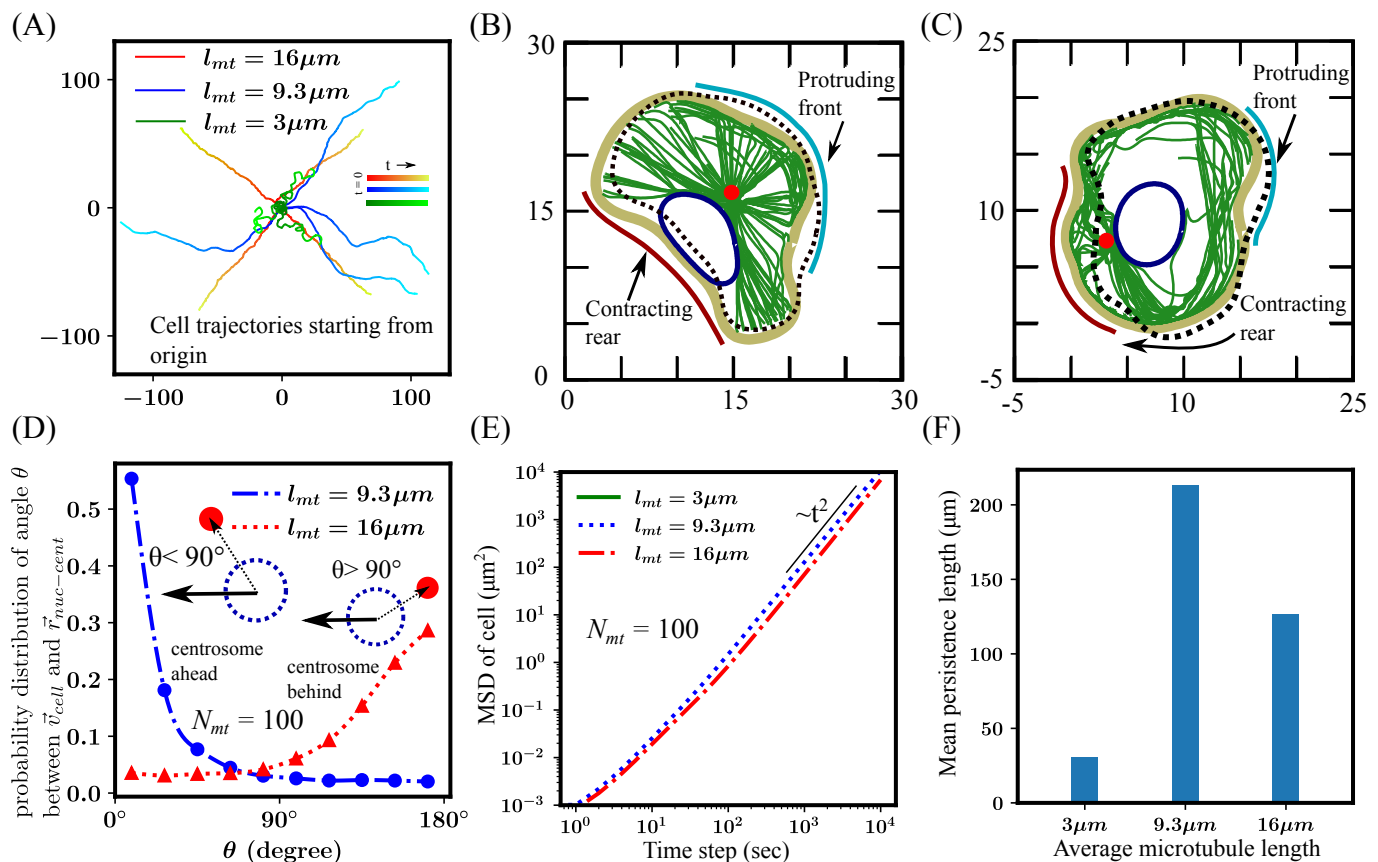 (A)
l_mt = 16μm
l_mt = 9.3μm
l_mt = 3μm
100
0
−100
t →
t = 0
Cell trajectories starting from
origin
−100
0
100
(B)
30
15
0
Protruding
front
Contracting
rear
0
15
30
(C)
25
10
-5
Protruding
front
Contracting
rear
-5
10
25
(D)
probability distribution of angle θ
between v⃗_cell and r⃗_nuc−cent
0.5
0.4
0.3
0.2
0.1
0.0
l_mt = 9.3μm
l_mt = 16μm
θ< 90°
θ> 90°
centrosome
ahead
centrosome
behind
N_mt = 100
0°
90°
180°
θ (degree)
(E)
MSD of cell (μm²)
10⁴
10³
10²
10¹
10⁰
10⁻¹
10⁻²
10⁻³
l_mt = 3μm
l_mt = 9.3μm
l_mt = 16μm
~t²
N_mt = 100
10⁰
10¹
10²
10³
10⁴
Time step (sec)
(F)
Mean persistence length (μm)
200
150
100
50
0
3μm
9.3μm
16μm
Average microtubule length